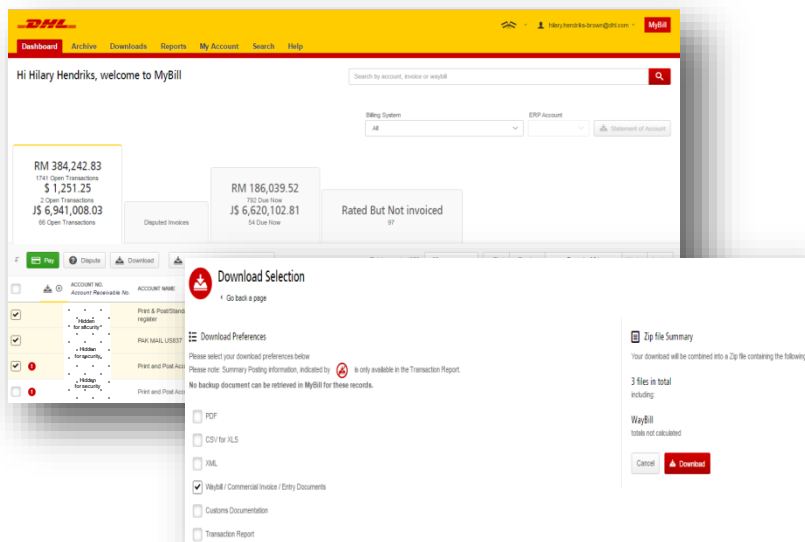 DHL
hilary.hendriks-brown@dhl.com
MyBill
Dashboard Archive Downloads Reports My Account Search Help
Hi Hilary Hendriks, welcome to MyBill
Search by account, invoice or waybill
Billing System
ERP Account
All
Statement of Account
RM 384,242.83
1741 Open Transactions
$ 1,251.25
2 Open Transactions
J$ 6,941,008.03
66 Open Transactions
Disputed Invoices
RM 186,039.52
792 Due Now
J$ 6,620,102.81
54 Due Now
Rated But Not invoiced
97
Pay Dispute Download
ACCOUNT NO.
Account Receivable No.
ACCOUNT NAME
Print & Post/Stand
register
Hidden
for security
PAK MAIL US837
Hidden
for security
Print and Post Acc
Hidden
for security
Print and Post Acc
Download Selection
Go back a page
Download Preferences
Please select your download preferences below
Please note: Summary Posting information, indicated by is only available in the Transaction Report.
No backup document can be retrieved in MyBill for these records.
PDF
CSV for XLS
XML
Waybill / Commercial Invoice / Entry Documents
Customs Documentation
Transaction Report
Zip file Summary
Your download will be combined into a Zip file containing the following
3 files in total
including:
WayBill
totals not calculated
Cancel Download